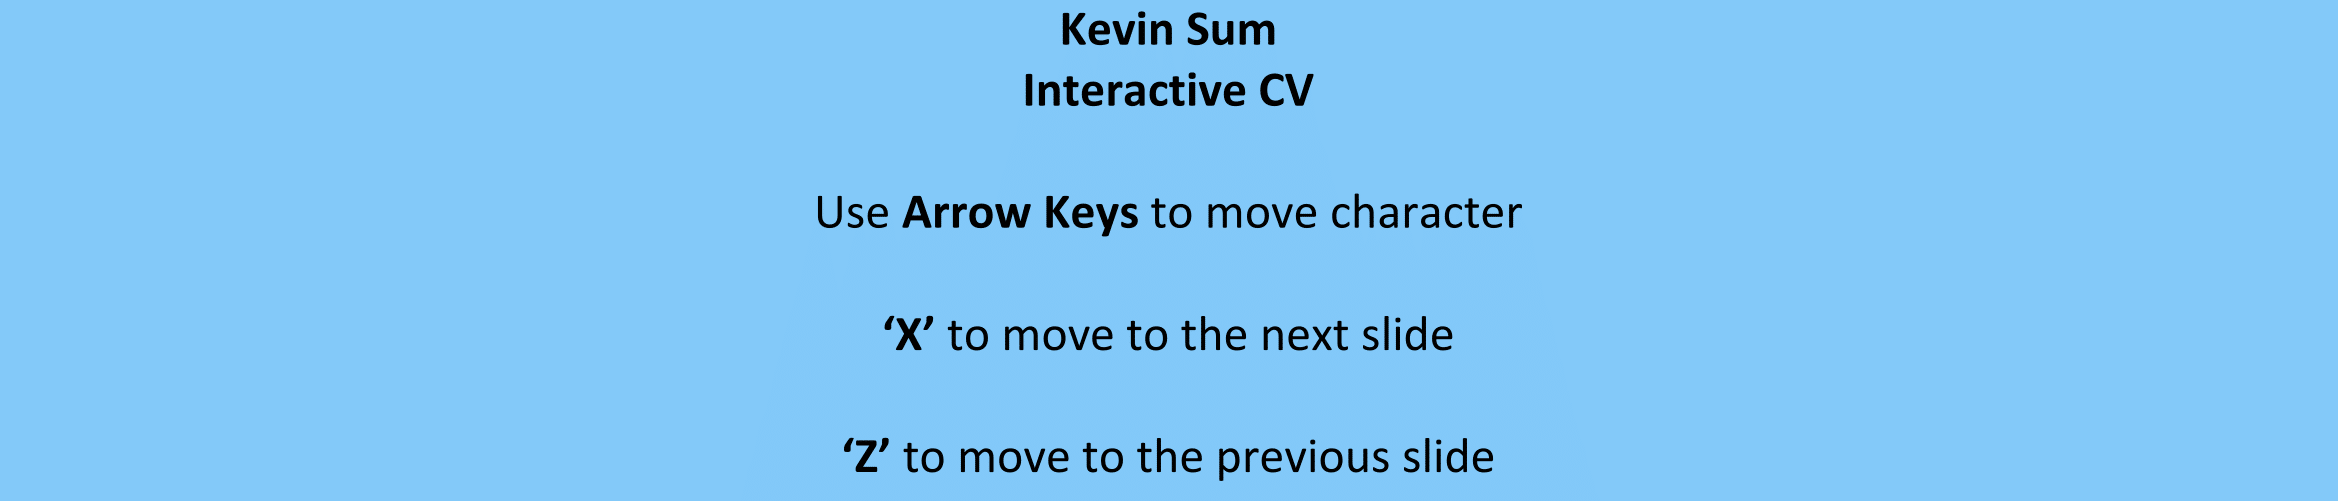 Kevin Sum
Interactive CV
Use Arrow Keys to move character
‘X’ to move to the next slide
‘Z’ to move to the previous slide